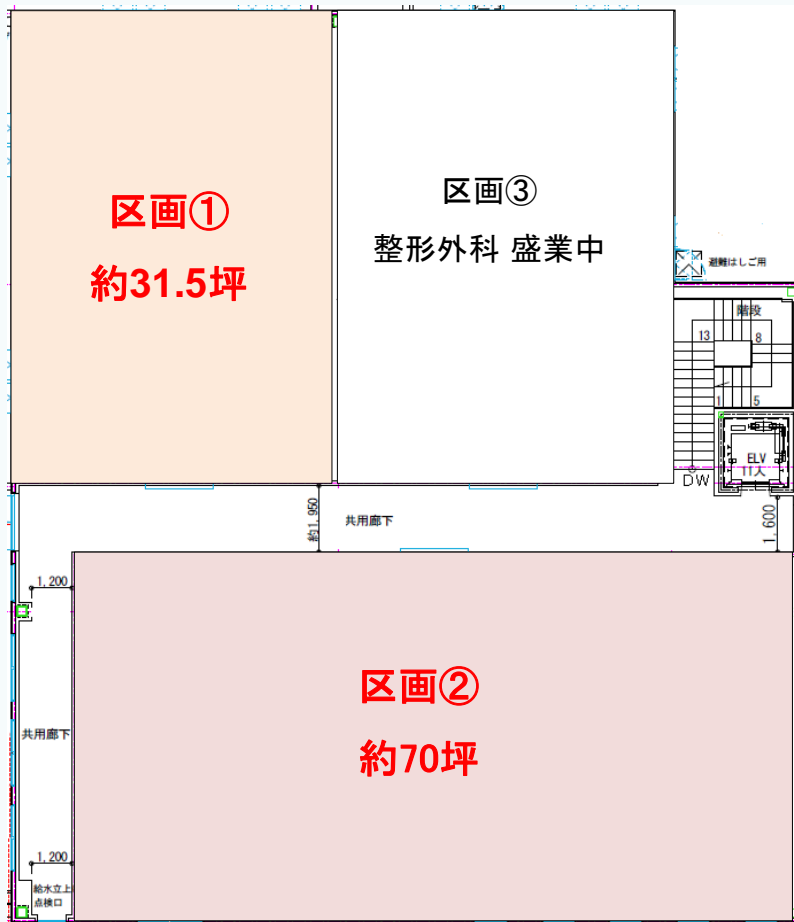 区画①
約31.5坪
区画③
整形外科 盛業中
避難はしご用
階段
13
8
1
5
ELV
11人
DW
約1,950
共用廊下
1,600
1,200
区画②
約70坪
共用廊下
1,200
給水立上
点検口